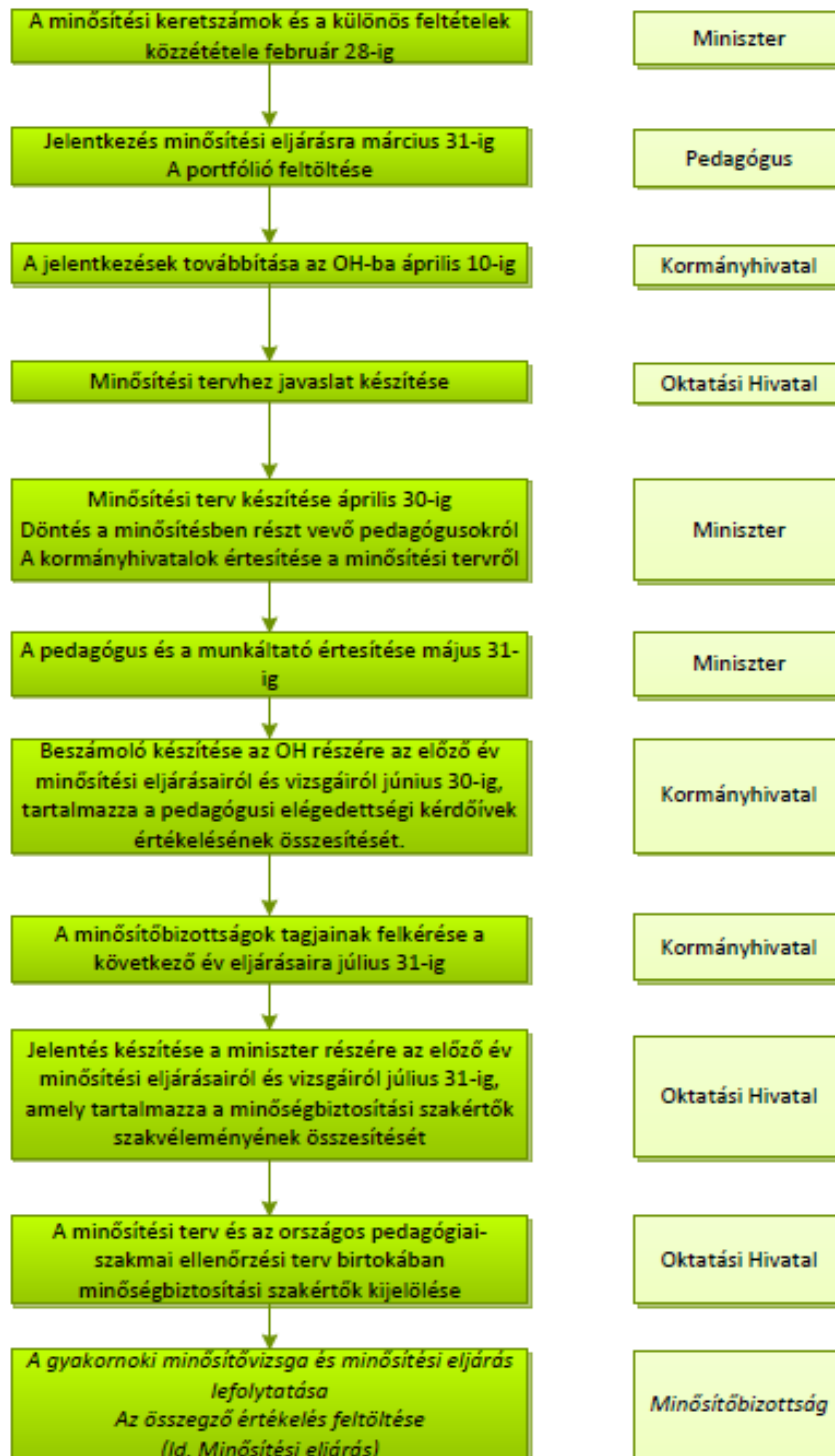 A minősítési keretszámok és a különös feltételek
közzététele február 28-ig
Miniszter
Jelentkezés minősítési eljárásra március 31-ig
A portfólió feltöltése
Pedagógus
A jelentkezések továbbítása az OH-ba április 10-ig
Kormányhivatal
Minősítési tervhez javaslat készítése
Oktatási Hivatal
Minősítési terv készítése április 30-ig
Döntés a minősítésben részt vevő pedagógusokról
A kormányhivatalok értesítése a minősítési tervről
Miniszter
A pedagógus és a munkáltató értesítése május 31-
ig
Miniszter
Beszámoló készítése az OH részére az előző év
minősítési eljárásairól és vizsgáiról június 30-ig,
tartalmazza a pedagógusi elégedettségi kérdőívek
értékelésének összesítését.
Kormányhivatal
A minősítőbizottságok tagjainak felkérése a
következő év eljárásaira július 31-ig
Kormányhivatal
Jelentés készítése a miniszter részére az előző év
minősítési eljárásairól és vizsgáiról július 31-ig,
amely tartalmazza a minőségbiztosítási szakértők
szakvéleményének összesítését
Oktatási Hivatal
A minősítési terv és az országos pedagógiai-
szakmai ellenőrzési terv birtokában
minőségbiztosítási szakértők kijelölése
Oktatási Hivatal
A gyakornoki minősítővizsga és minősítési eljárás
lefolytatása
Az összegző értékelés feltöltése
(ld. Minősítési eljárás)
Minősítőbizottság